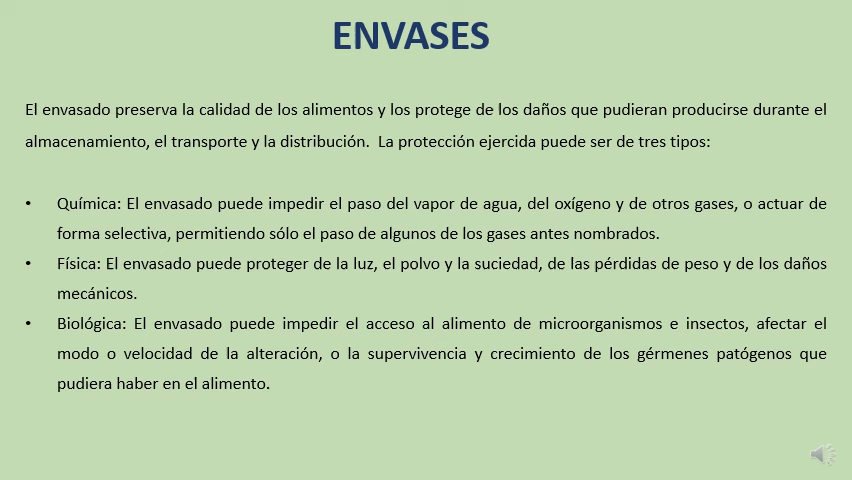 ENVASES
El envasado preserva la calidad de los alimentos y los protege de los daños que pudieran producirse durante el
almacenamiento, el transporte y la distribución.  La protección ejercida puede ser de tres tipos:
• Química: El envasado puede impedir el paso del vapor de agua, del oxígeno y de otros gases, o actuar de
forma selectiva, permitiendo sólo el paso de algunos de los gases antes nombrados.
• Física: El envasado puede proteger de la luz, el polvo y la suciedad, de las pérdidas de peso y de los daños
mecánicos.
• Biológica: El envasado puede impedir el acceso al alimento de microorganismos e insectos, afectar el
modo o velocidad de la alteración, o la supervivencia y crecimiento de los gérmenes patógenos que
pudiera haber en el alimento.